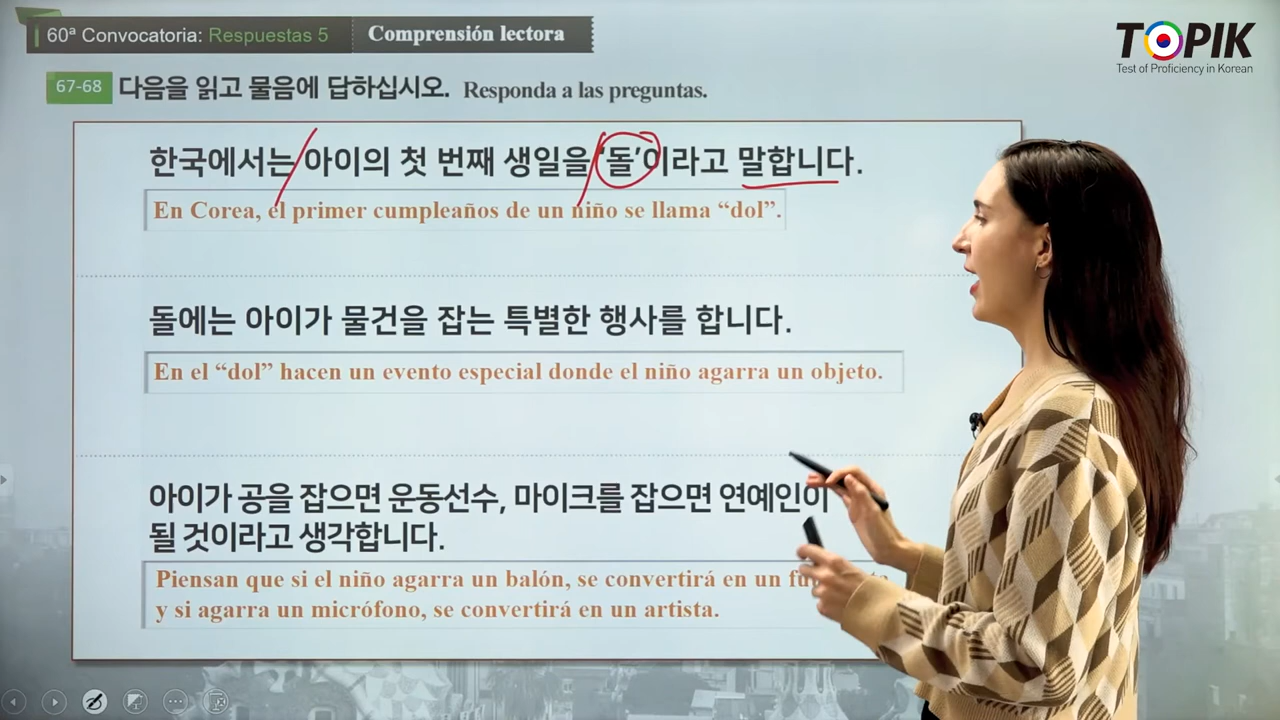 60ª Convocatoria: Respuestas 5
Comprensión lectora
TOPIK
Test of Proficiency in Korean
67-68
다음을 읽고 물음에 답하십시오. Responda a las preguntas.
한국에서는 아이의 첫 번째 생일을 '돌'이라고 말합니다.
En Corea, el primer cumpleaños de un niño se llama “dol”.
돌에는 아이가 물건을 잡는 특별한 행사를 합니다.
En el “dol” hacen un evento especial donde el niño agarra un objeto.
아이가 공을 잡으면 운동선수, 마이크를 잡으면 연예인이
될 것이라고 생각합니다.
Piensan que si el niño agarra un balón, se convertirá en un
y si agarra un micrófono, se convertirá en un artista.